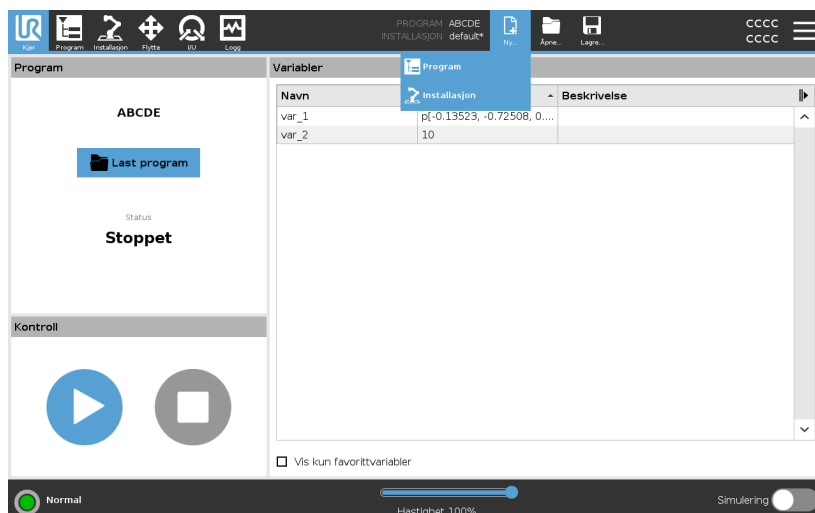 PROGRAM ABCDE
INSTALLASJON default*
CCCC
CCCC
Kjør Program Installasjon Flytte I/U Logg Ny... Åpne... Lagre...
Program
Installasjon
Program
ABCDE
Last program
Status
Stoppet
Kontroll
Variabler
Navn Beskrivelse
var_1 p[-0.13523, -0.72508, 0....
var_2 10
Vis kun favorittvariabler
Normal
Hastighet 100%
Simulering